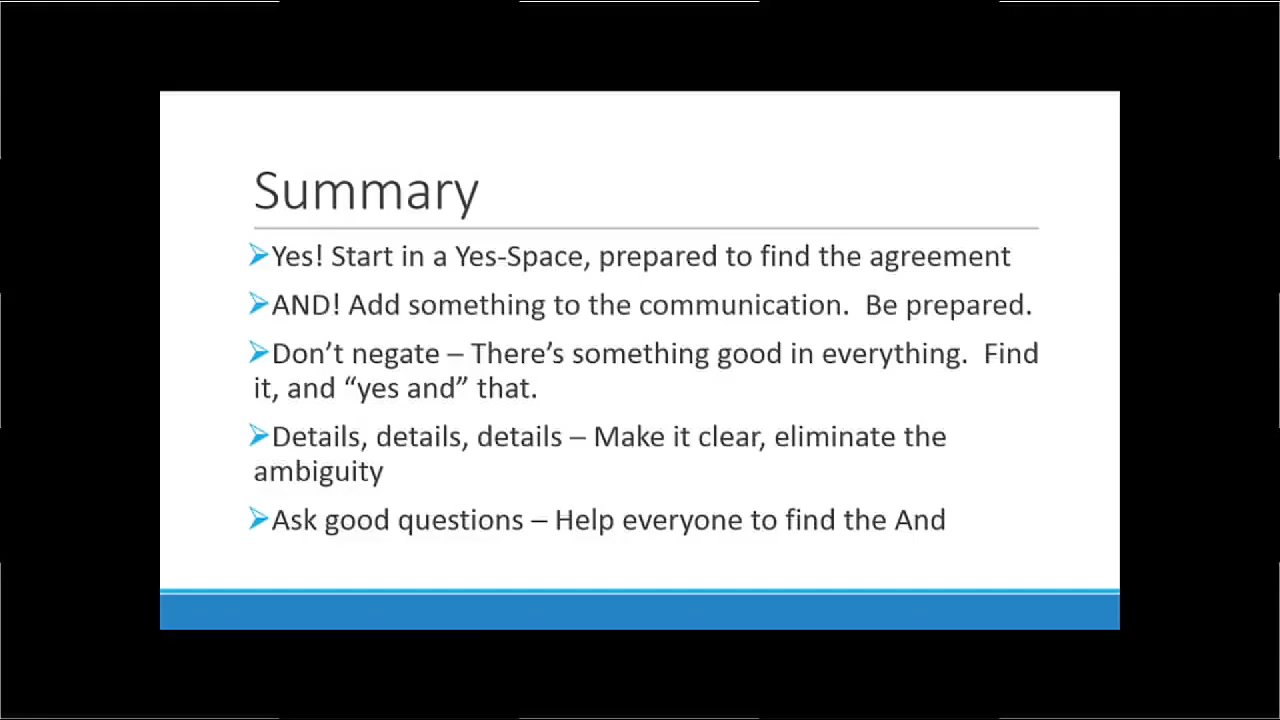 Summary
➢Yes! Start in a Yes-Space, prepared to find the agreement
➢AND! Add something to the communication.  Be prepared.
➢Don’t negate – There’s something good in everything.  Find
it, and “yes and” that.
➢Details, details, details – Make it clear, eliminate the
ambiguity
➢Ask good questions – Help everyone to find the And